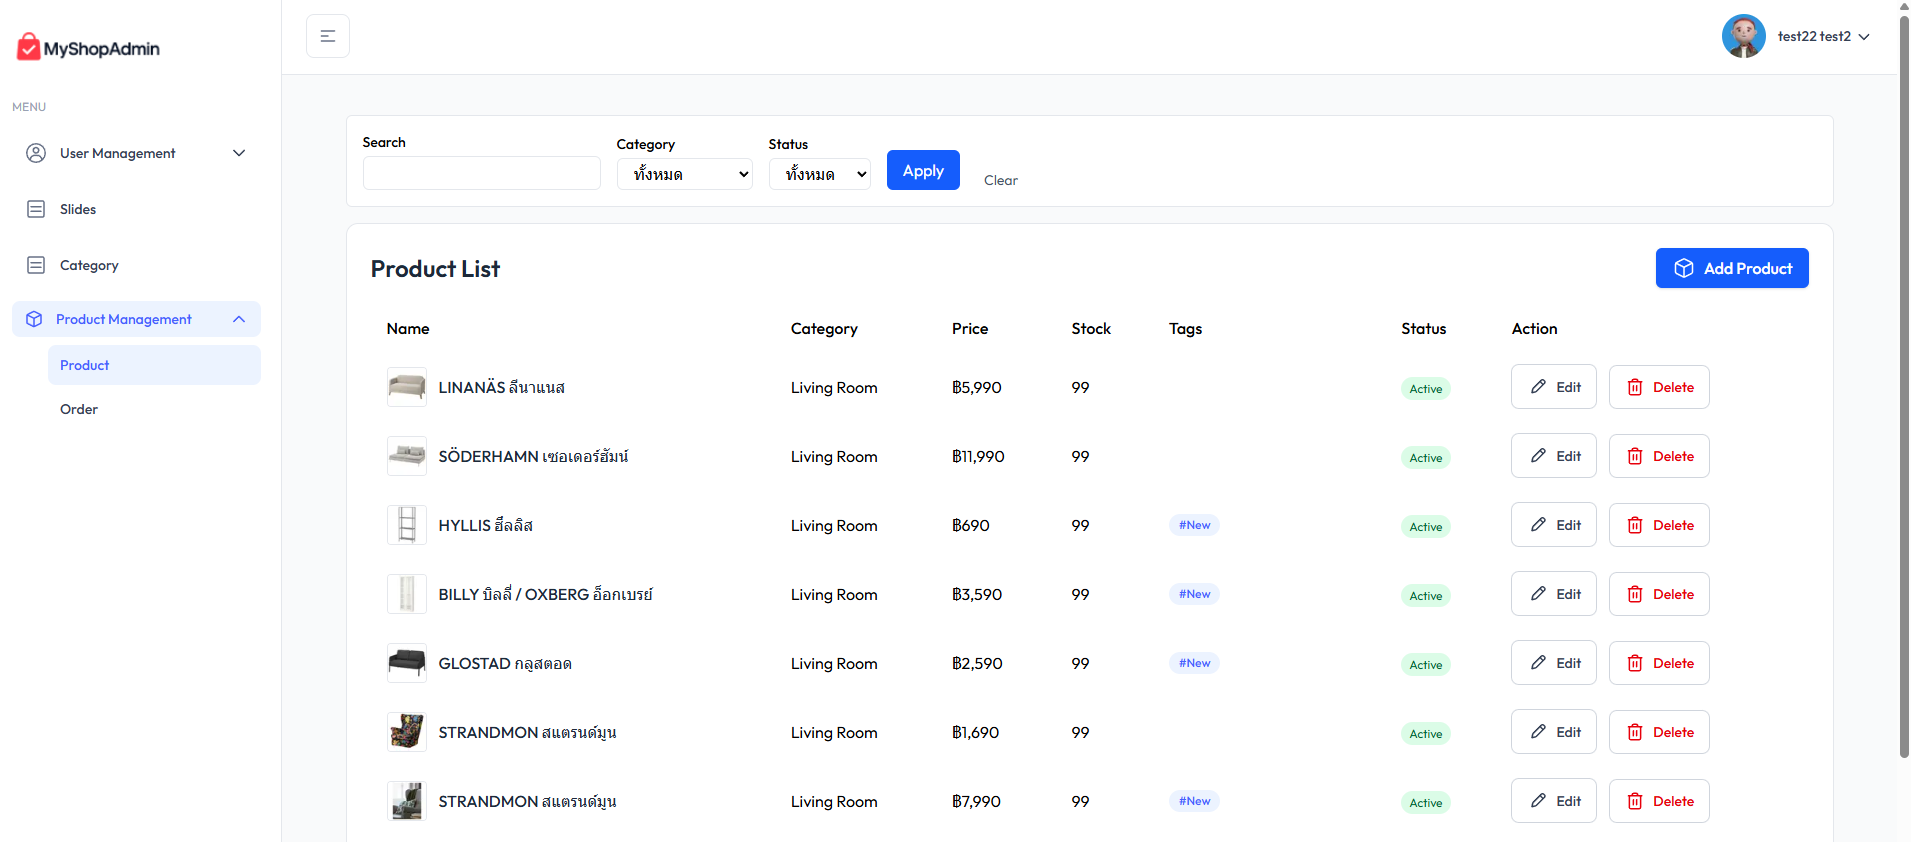 MyShopAdmin
test22 test2
MENU
User Management
Slides
Category
Product Management
Product
Order
Search
Category
Status
ทั้งหมด
ทั้งหมด
Apply
Clear
Product List
Add Product
Name Category Price Stock Tags Status Action
LINANÄS ลีนาแนส Living Room ฿5,990 99 Active Edit Delete
SÖDERHAMN เซอเดอร์ฮัมน์ Living Room ฿11,990 99 Active Edit Delete
HYLLIS ฮึลลิส Living Room ฿690 99 #New Active Edit Delete
BILLY บิลลี่ / OXBERG อ็อกเบรย์ Living Room ฿3,590 99 #New Active Edit Delete
GLOSTAD กลูสตอด Living Room ฿2,590 99 #New Active Edit Delete
STRANDMON สแตรนด์มูน Living Room ฿1,690 99 Active Edit Delete
STRANDMON สแตรนด์มูน Living Room ฿7,990 99 #New Active Edit Delete